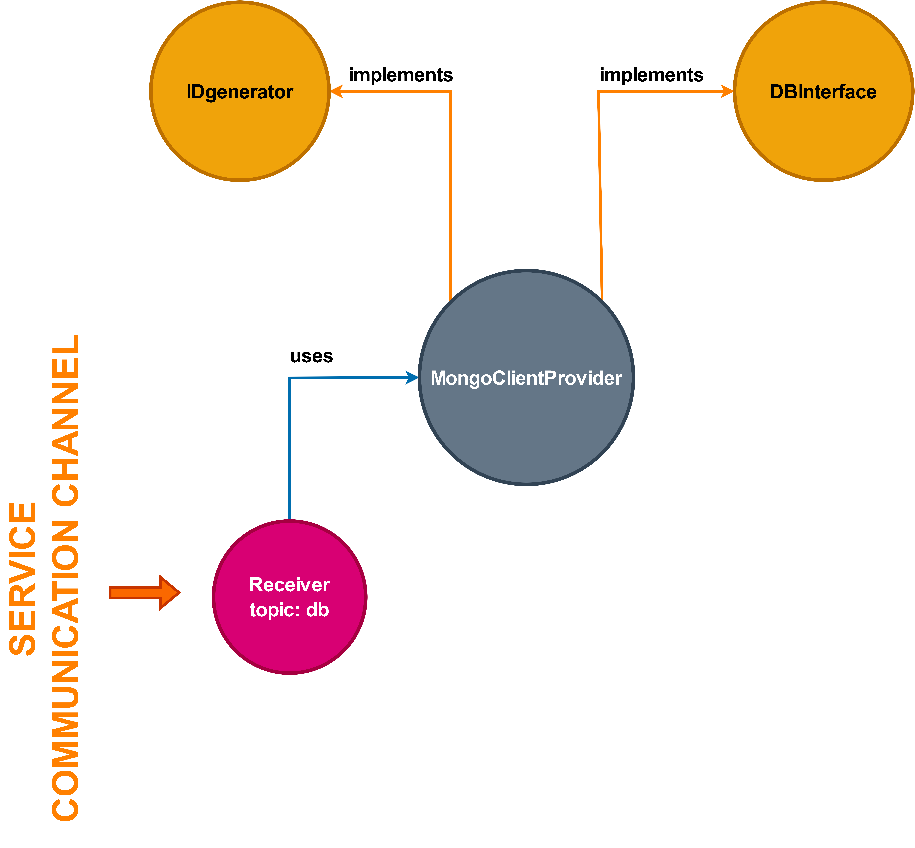 implements
implements
IDgenerator
DBInterface
uses
MongoClientProvider
SERVICE
COMMUNICATION CHANNEL
Receiver
topic: db